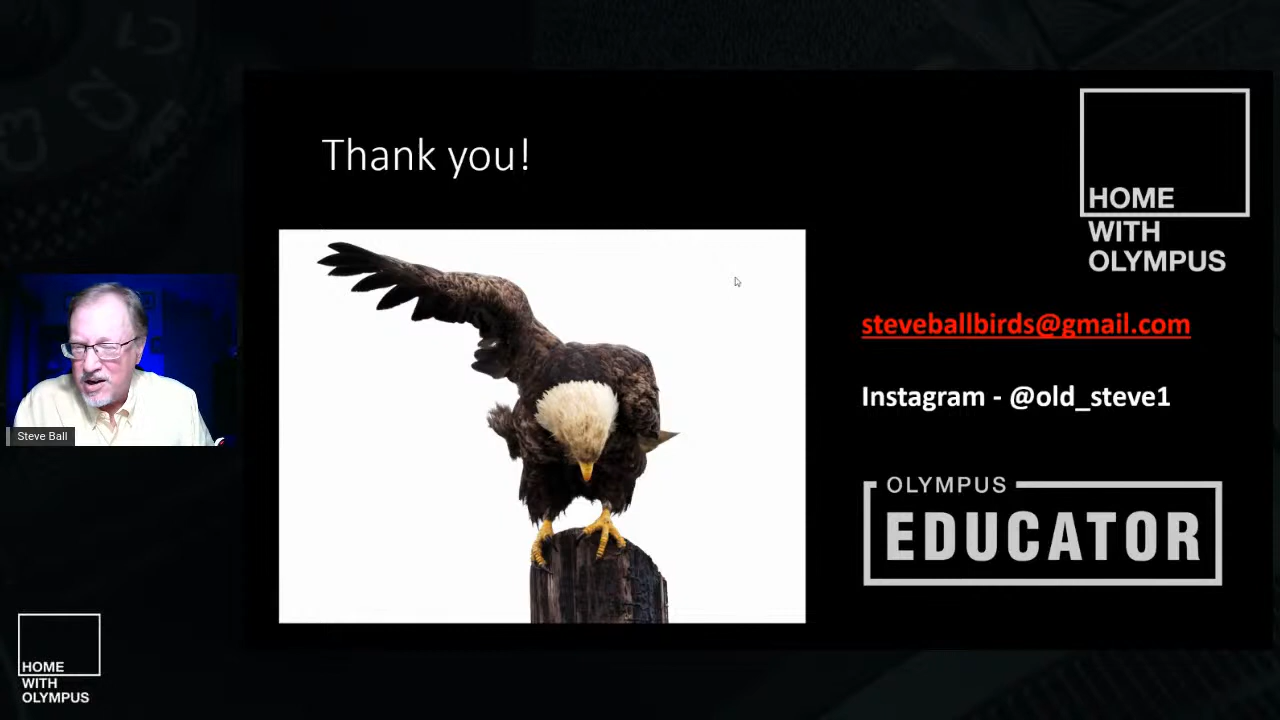 Thank you!
HOME
WITH
OLYMPUS
steveballbirds@gmail.com
Instagram - @old_steve1
OLYMPUS
EDUCATOR
Steve Ball
HOME
WITH
OLYMPUS